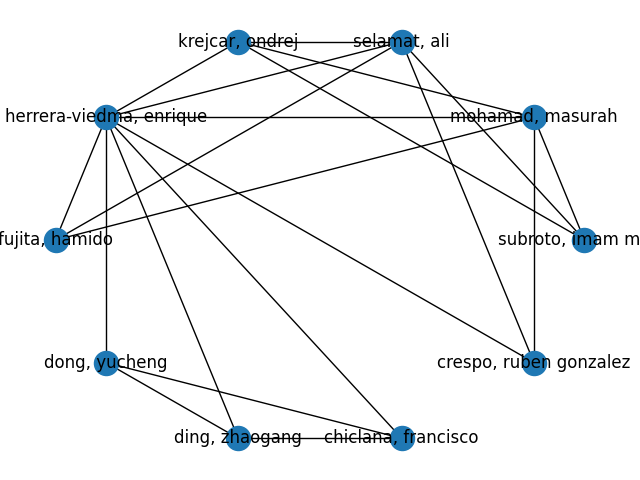 krejcar, ondrej
selamat, ali
herrera-viedma, enrique
mohamad, masurah
fujita, hamido
subroto, imam m
dong, yucheng
crespo, ruben gonzalez
ding, zhaogang
chiclana, francisco